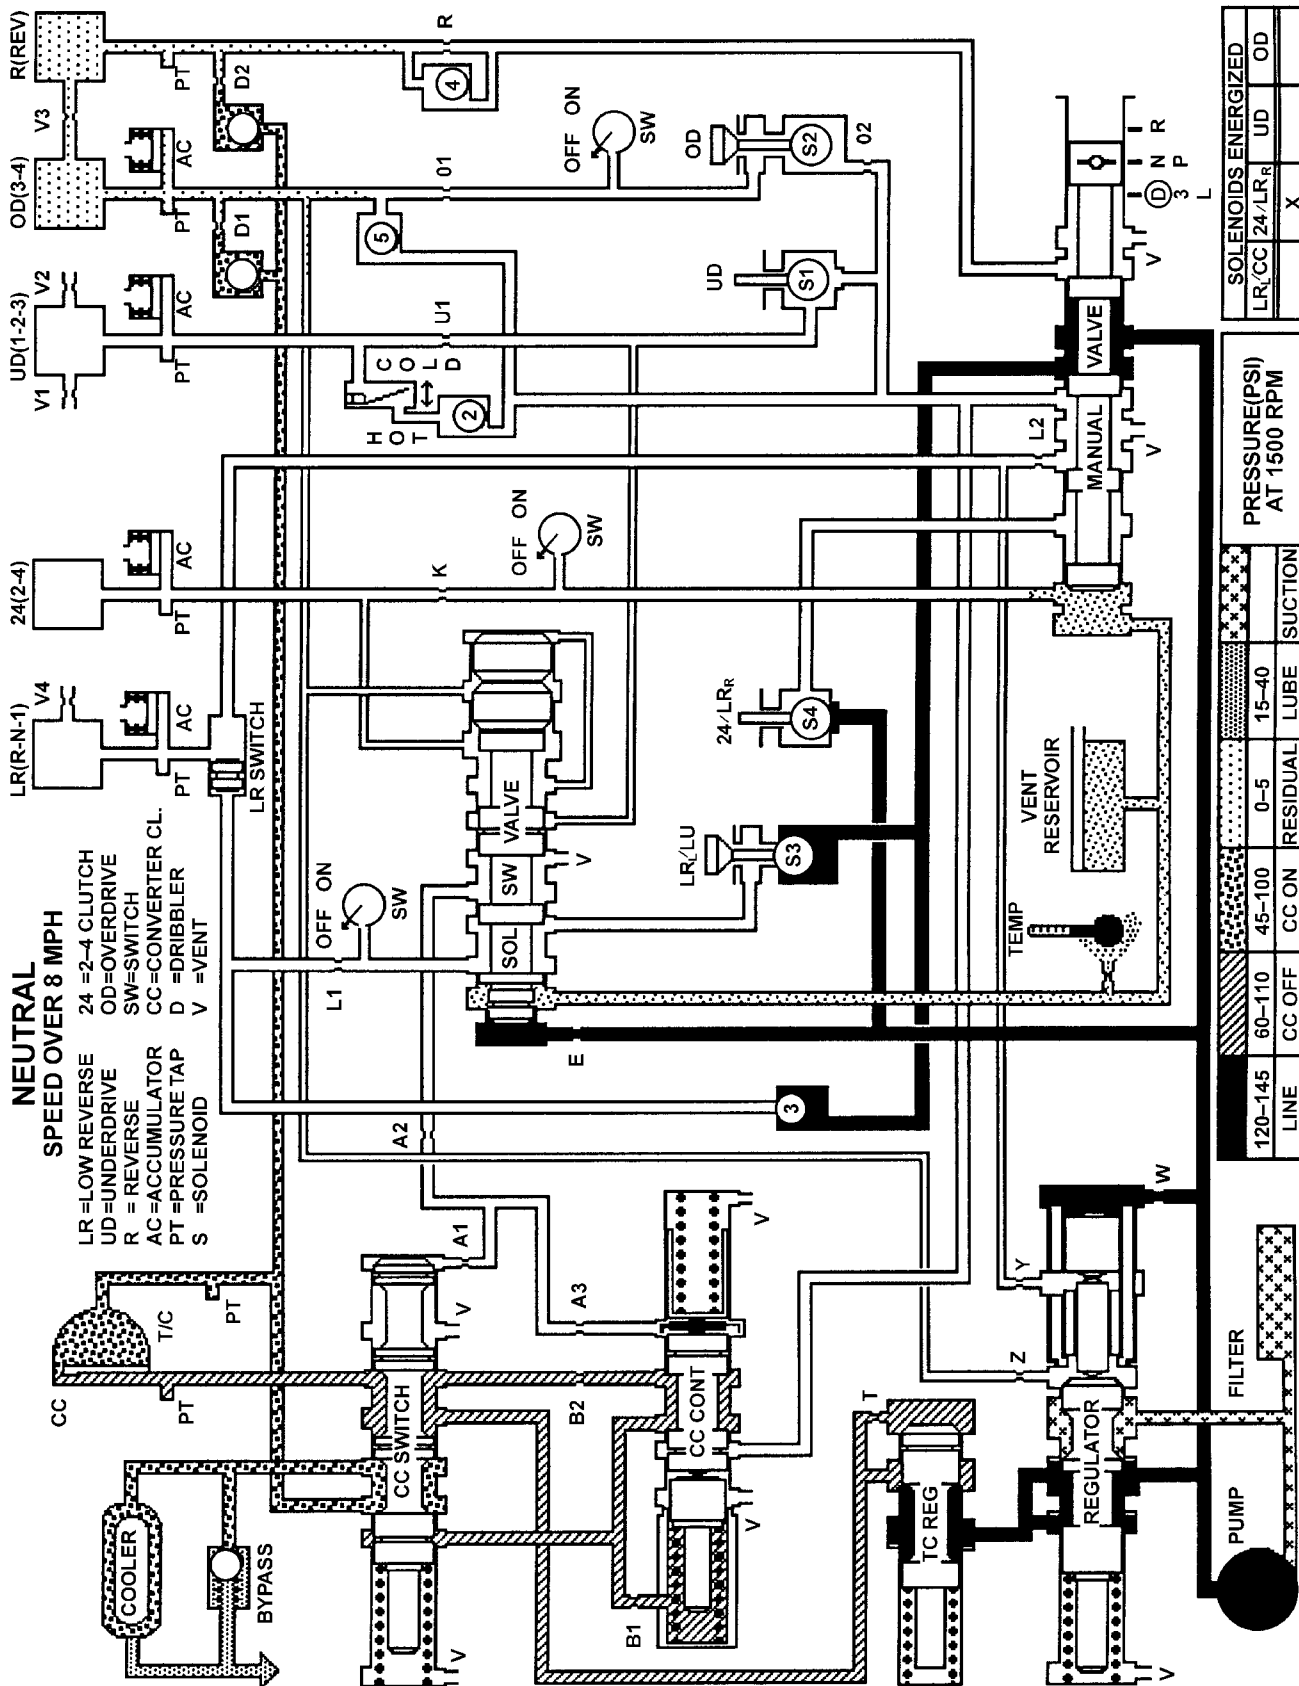 NEUTRAL
SPEED OVER 8 MPH
LR =LOW REVERSE
UD=UNDERDRIVE
R = REVERSE
AC=ACCUMULATOR
PT =PRESSURE TAP
S =SOLENOID
24 =2–4 CLUTCH
OD=OVERDRIVE
SW=SWITCH
CC=CONVERTER CL.
D =DRIBBLER
V =VENT
LR(R-N-1)
V4
PT
AC
LR SWITCH
24(2-4)
PT
AC
UD(1-2-3)
V1
V2
PT
AC
OD(3-4)
V3
PT
AC
R(REV)
PT
D1
D2
R
4
5
01
U1
K
COLD
HOT
2
OFF ON
SW
OFF ON
SW
OFF ON
SW
L1
OD
S2
02
UD
S1
24/LRR
S4
LRL/LU
S3
SOL SW VALVE
V
E
3
A2
A1
A3
CC
PT
T/C
PT
COOLER
BYPASS
CC SWITCH
V
V
B2
B1
CC CONT
V
V
T
TC REG
Z
Y
W
REGULATOR
V
PUMP
FILTER
TEMP
VENT
RESERVOIR
L2
MANUAL VALVE
V
V
D N R
3 P
L
SOLENOIDS ENERGIZED
LRL/CC 24/LRR UD OD
X
PRESSURE(PSI)
AT 1500 RPM
120–145 60–110 45–100 0–5 15–40
LINE CC OFF CC ON RESIDUAL LUBE SUCTION